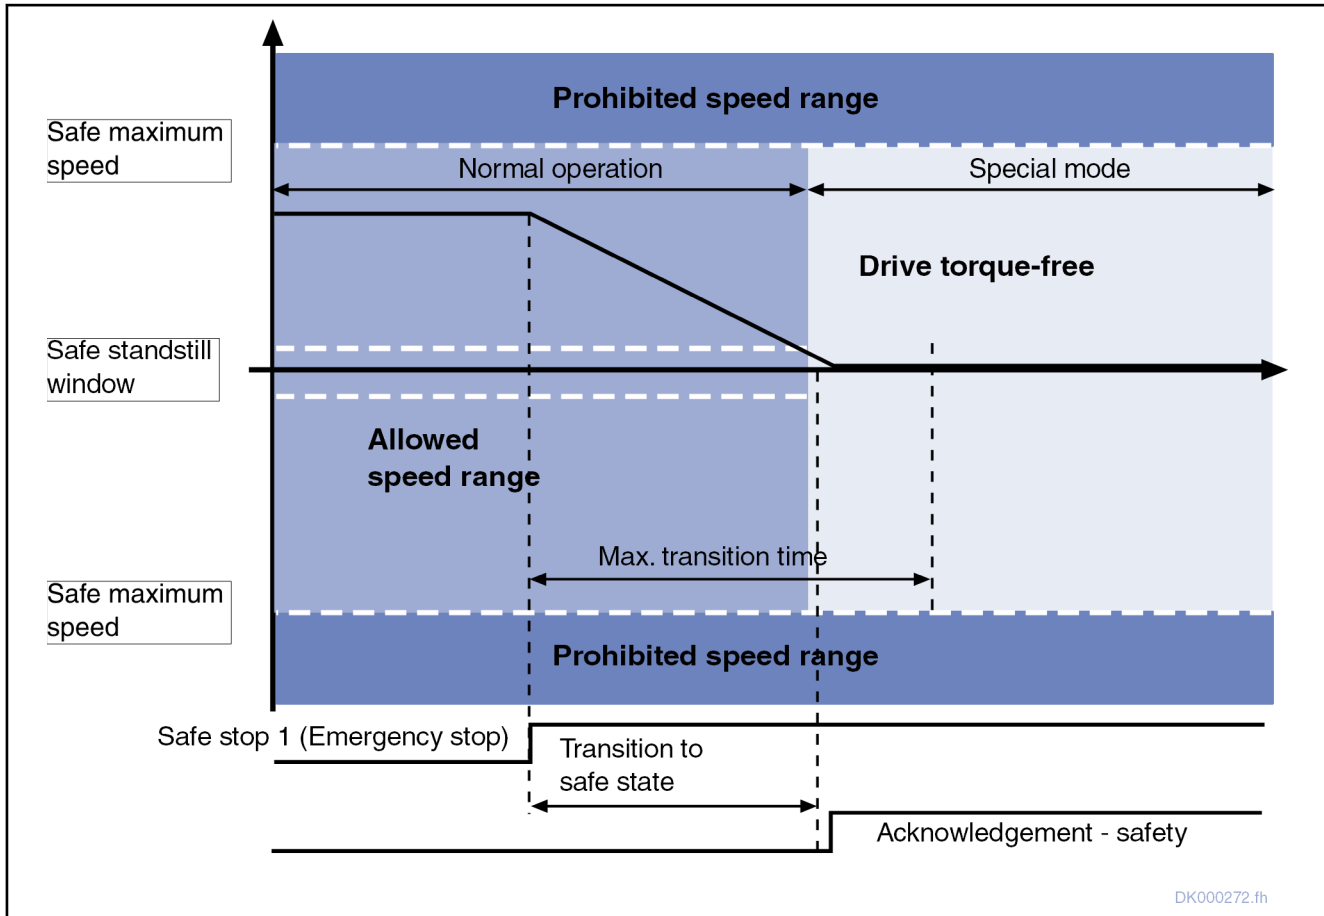 Prohibited speed range
Safe maximum
speed
Normal operation
Special mode
Drive torque-free
Safe standstill
window
Allowed
speed range
Max. transition time
Safe maximum
speed
Prohibited speed range
Safe stop 1 (Emergency stop)
Transition to
safe state
Acknowledgement - safety
DK000272.fh